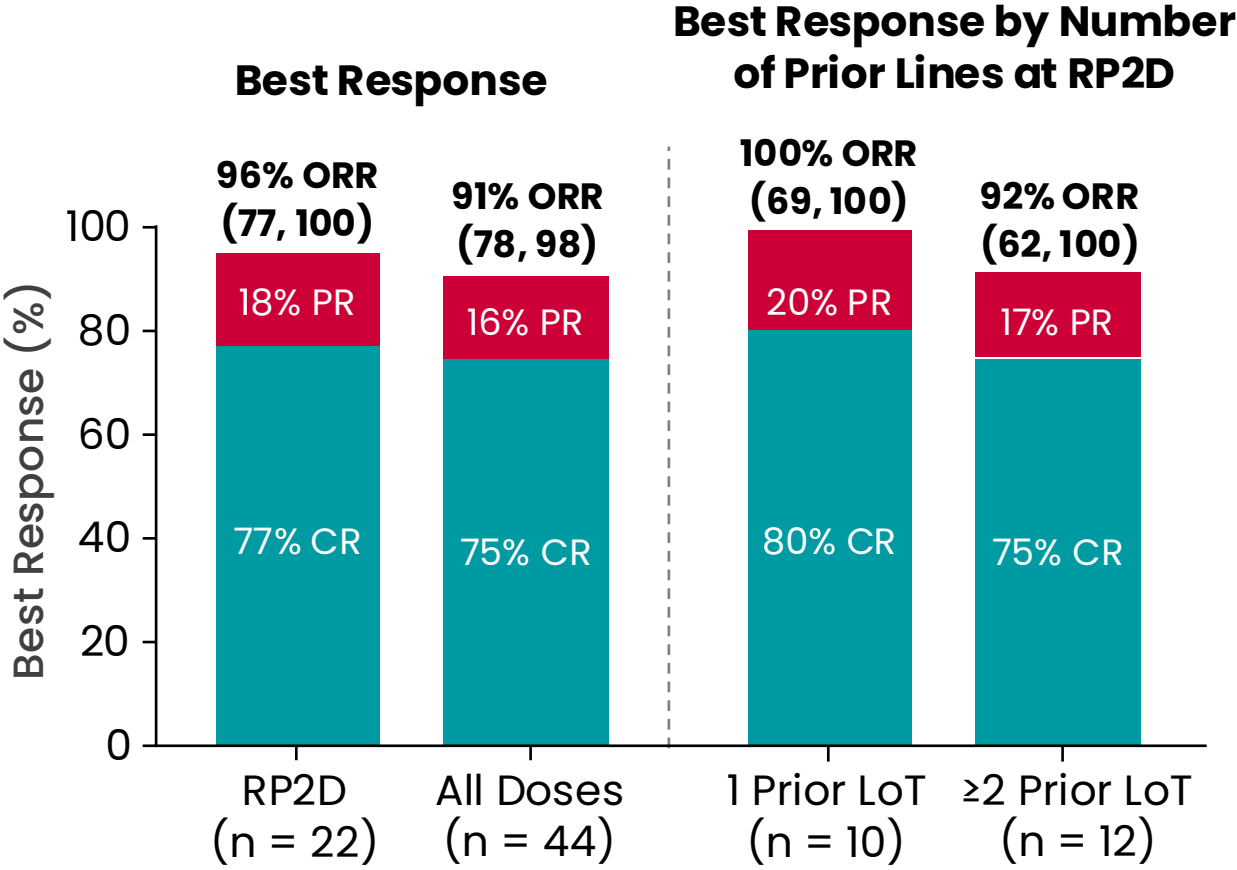 Best Response
Best Response by Number
of Prior Lines at RP2D
Best Response (%)
100
80
60
40
20
0
96% ORR
(77, 100)
18% PR
77% CR
RP2D
(n = 22)
91% ORR
(78, 98)
16% PR
75% CR
All Doses
(n = 44)
100% ORR
(69, 100)
20% PR
80% CR
1 Prior LoT
(n = 10)
92% ORR
(62, 100)
17% PR
75% CR
≥2 Prior LoT
(n = 12)